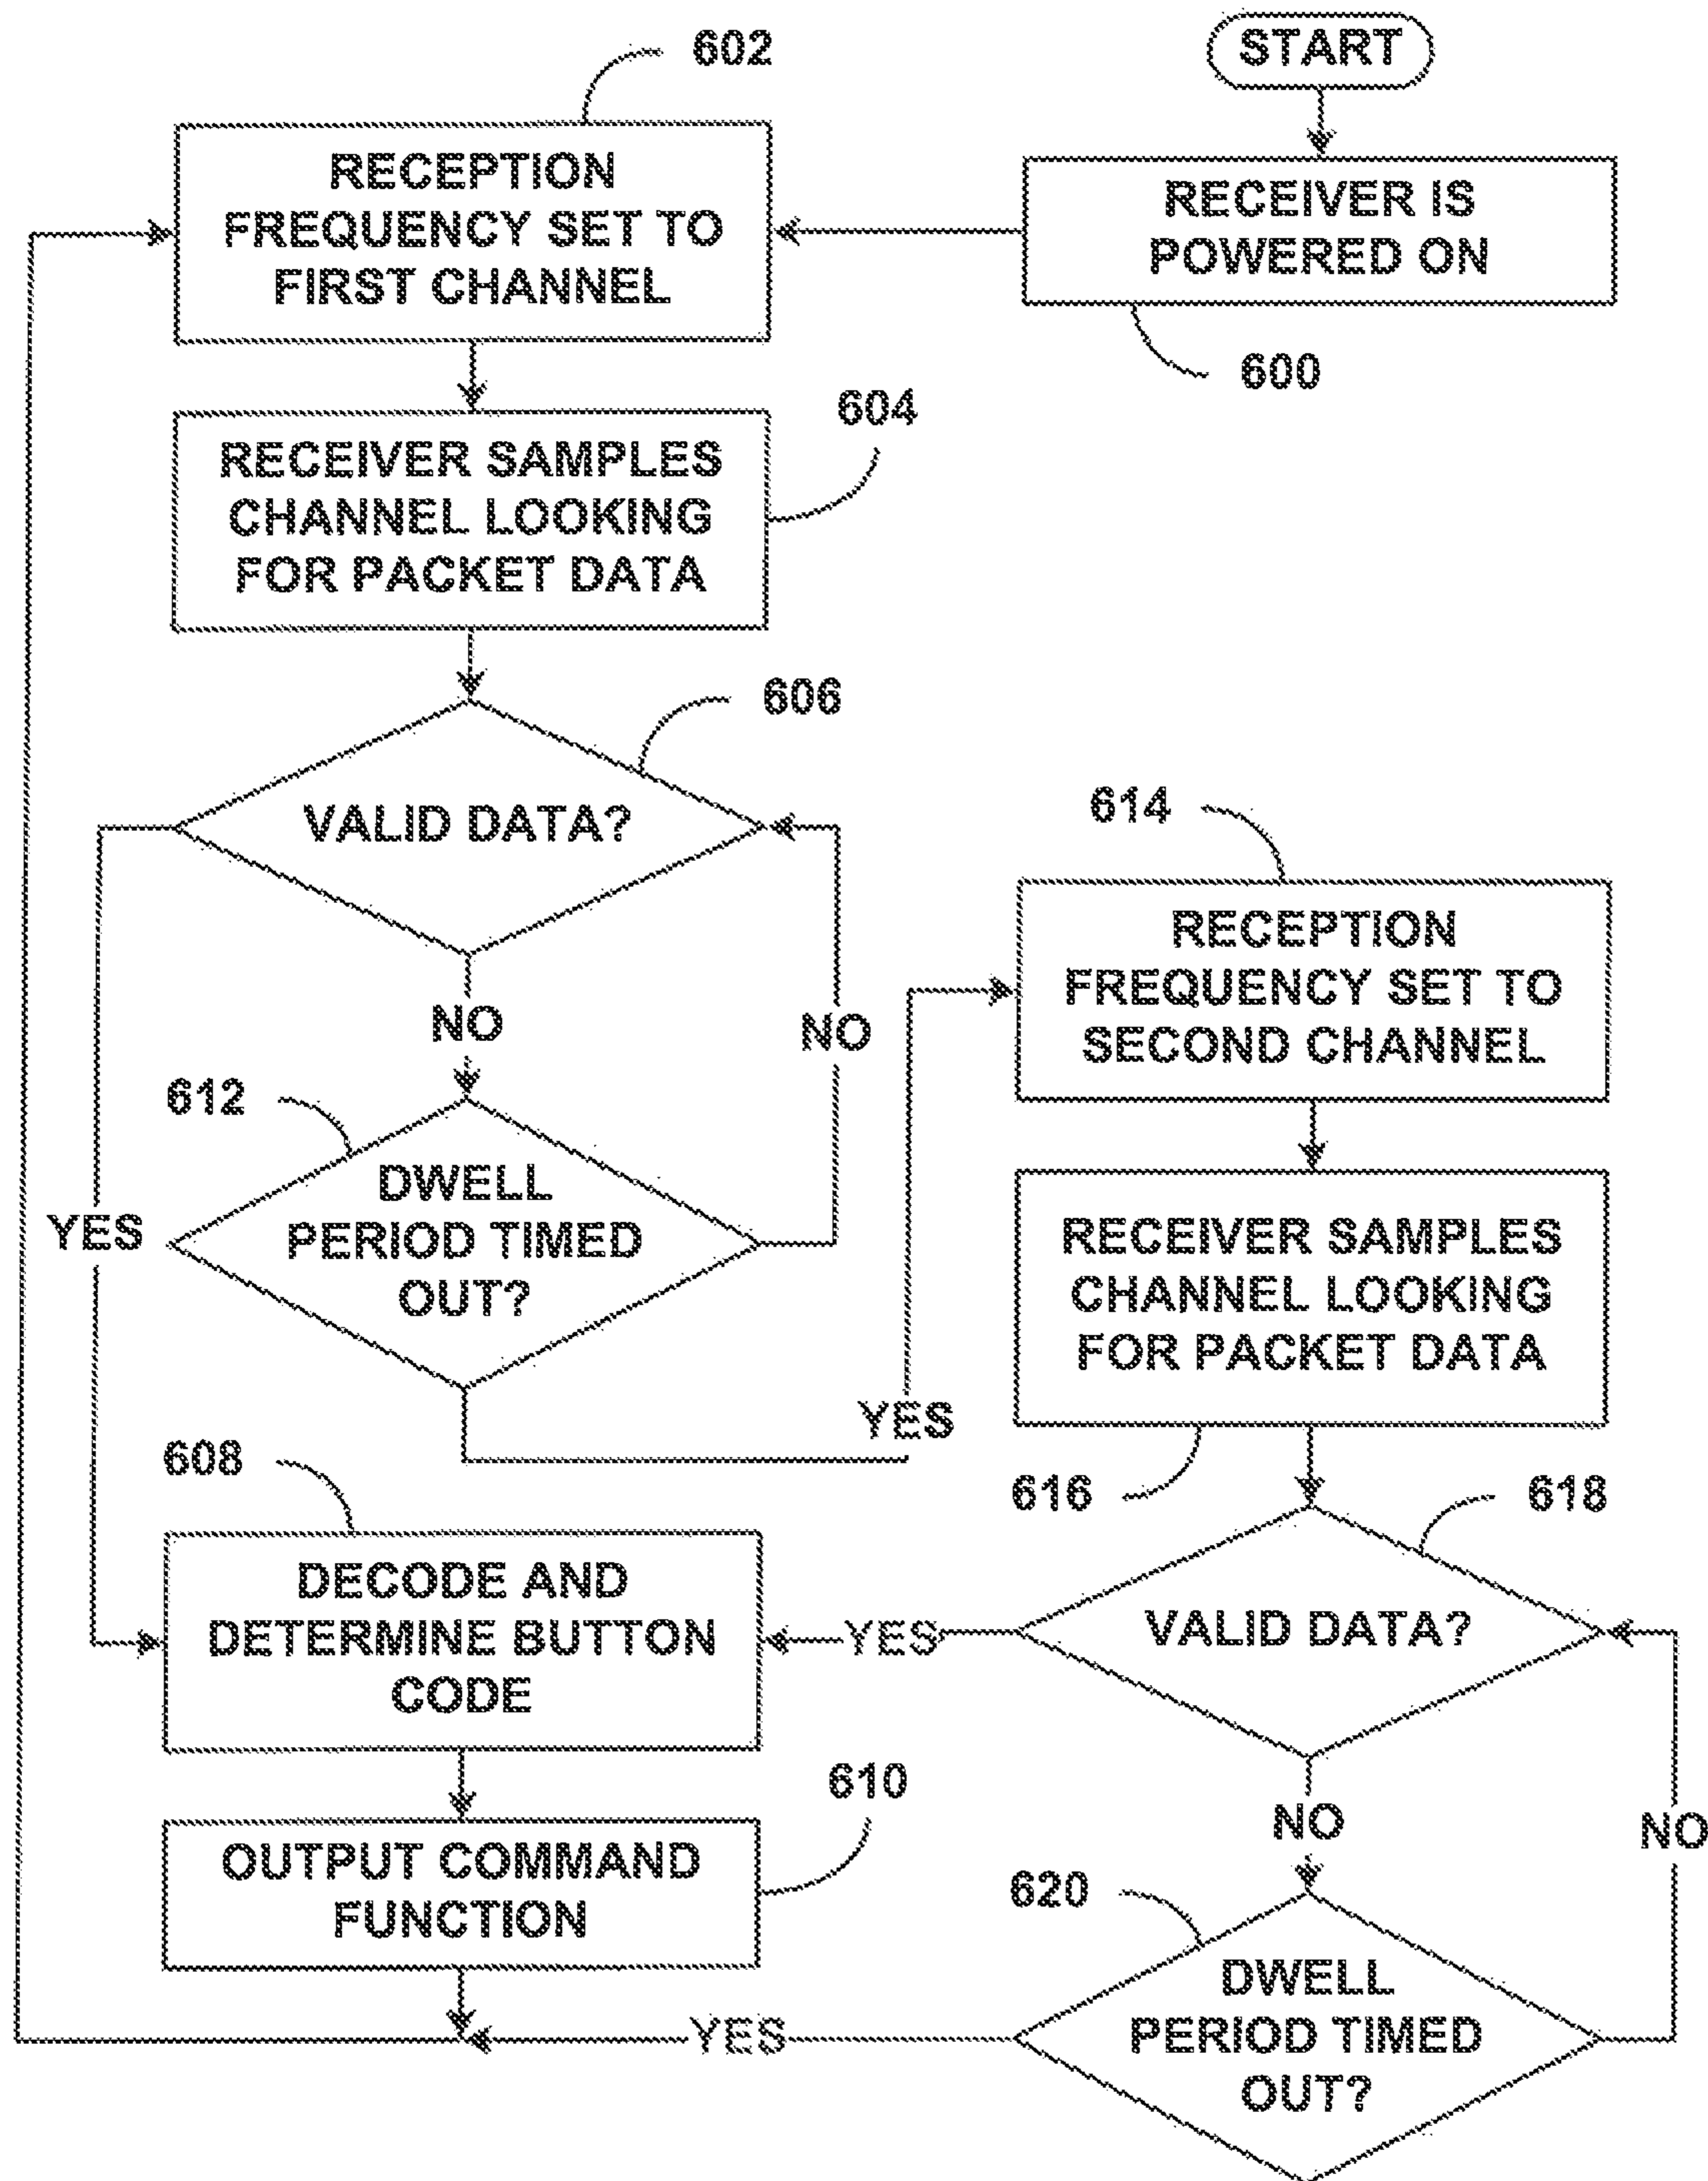 START
RECEIVER IS
POWERED ON
600
602
RECEPTION
FREQUENCY SET TO
FIRST CHANNEL
604
RECEIVER SAMPLES
CHANNEL LOOKING
FOR PACKET DATA
606
VALID DATA?
NO
NO
YES
612
DWELL
PERIOD TIMED
OUT?
YES
608
DECODE AND
DETERMINE BUTTON
CODE
610
OUTPUT COMMAND
FUNCTION
614
RECEPTION
FREQUENCY SET TO
SECOND CHANNEL
RECEIVER SAMPLES
CHANNEL LOOKING
FOR PACKET DATA
616
618
VALID DATA?
YES
NO
NO
620
DWELL
PERIOD TIMED
OUT?
YES